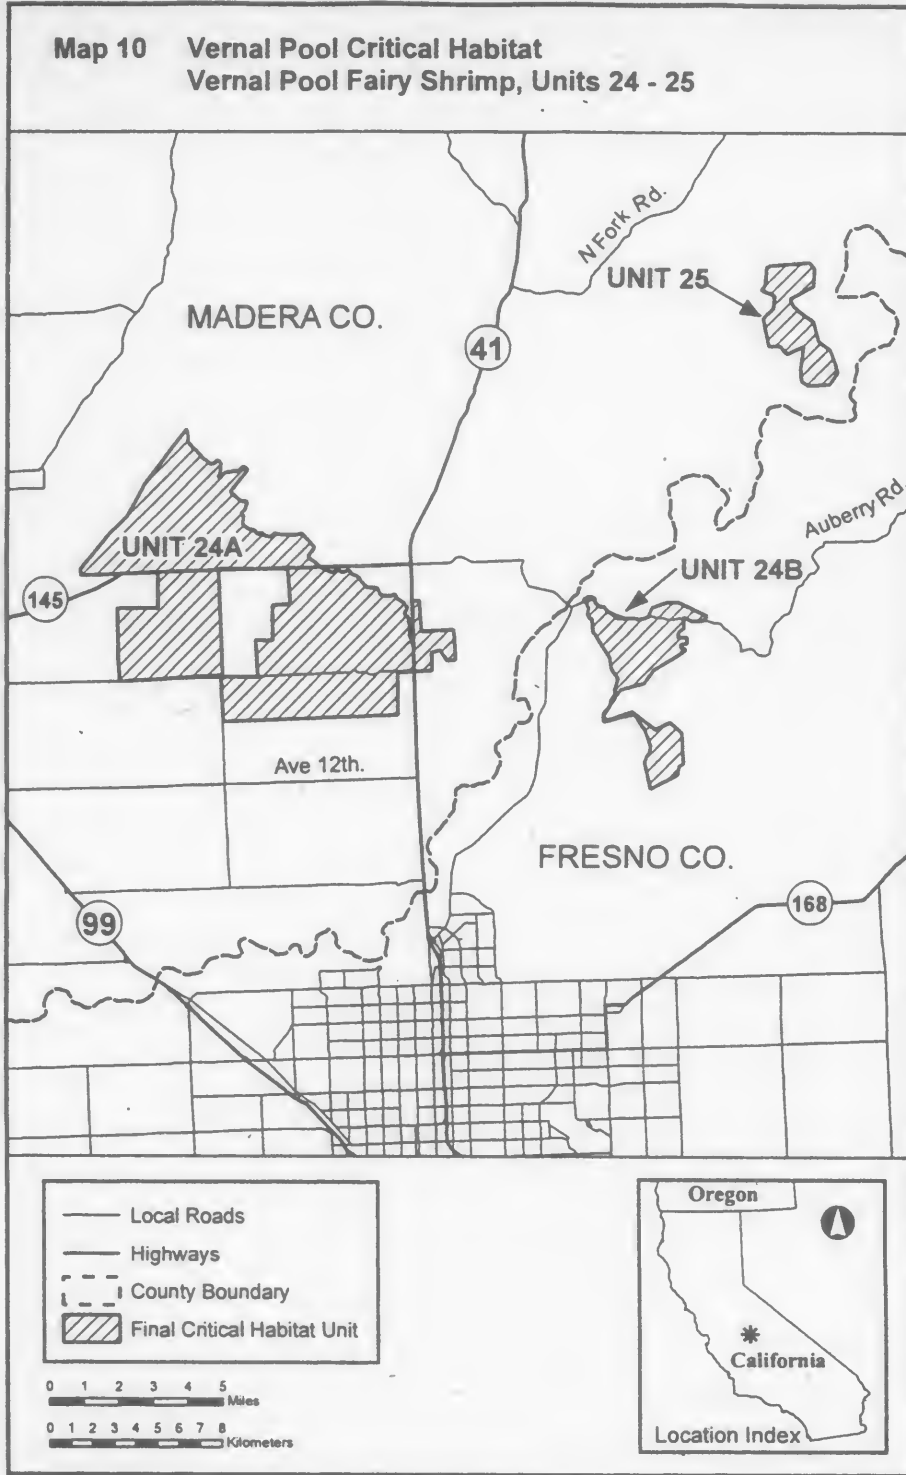 Map 10 Vernal Pool Critical Habitat
Vernal Pool Fairy Shrimp, Units 24 - 25
N Fork Rd.
UNIT 25
MADERA CO.
41
Auberry Rd.
UNIT 24A
UNIT 24B
145
Ave 12th.
FRESNO CO.
168
99
Local Roads
Highways
County Boundary
Final Critical Habitat Unit
0 1 2 3 4 5
Miles
0 1 2 3 4 5 6 7 8
Kilometers
Oregon
California
Location Index